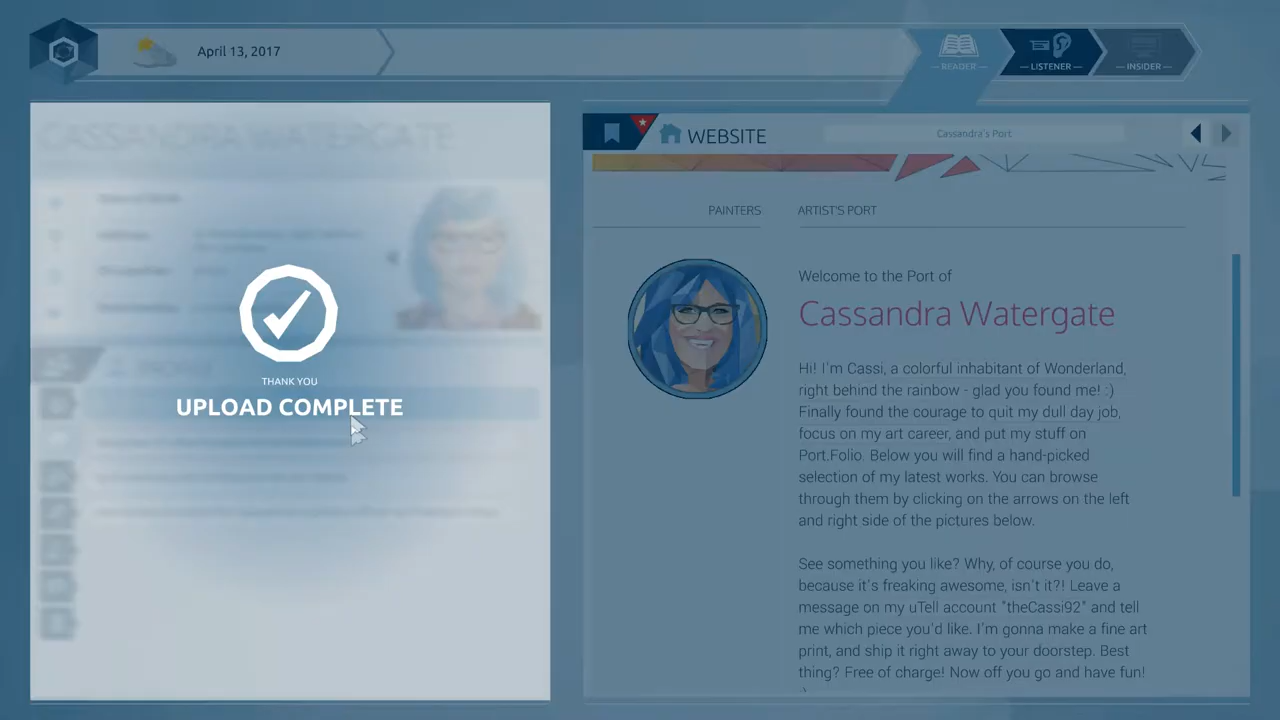 April 13, 2017
— READER —
— LISTENER —
— INSIDER —
CASSANDRA WATERGATE
THANK YOU
UPLOAD COMPLETE
WEBSITE
Cassandra's Port
PAINTERS
ARTIST'S PORT
Welcome to the Port of
Cassandra Watergate
Hi! I'm Cassi, a colorful inhabitant of Wonderland,
right behind the rainbow - glad you found me! :)
Finally found the courage to quit my dull day job,
focus on my art career, and put my stuff on
Port.Folio. Below you will find a hand-picked
selection of my latest works. You can browse
through them by clicking on the arrows on the left
and right side of the pictures below.
See something you like? Why, of course you do,
because it's freaking awesome, isn't it?! Leave a
message on my uTell account "theCassi92" and tell
me which piece you'd like. I'm gonna make a fine art
print, and ship it right away to your doorstep. Best
thing? Free of charge! Now off you go and have fun!